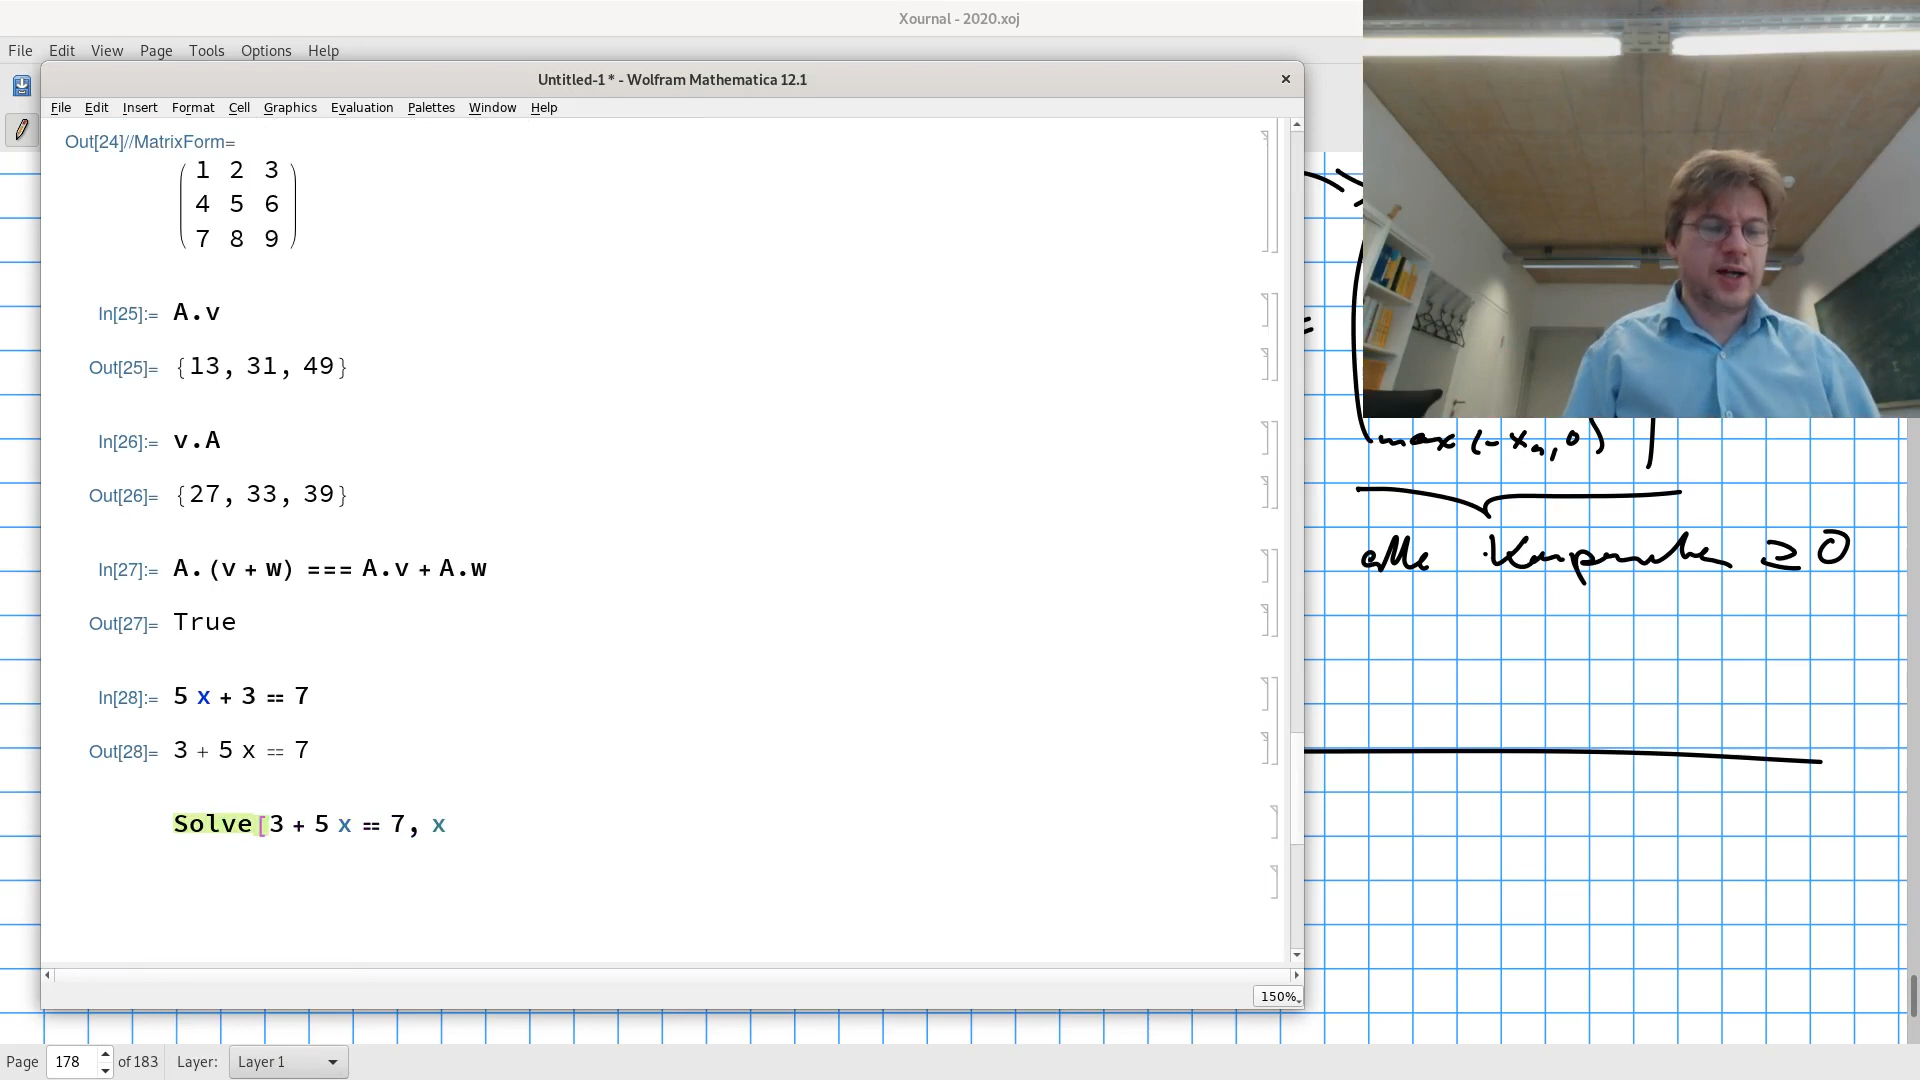 Xournal - 2020.xoj
File Edit View Page Tools Options Help
Untitled-1 * - Wolfram Mathematica 12.1
File Edit Insert Format Cell Graphics Evaluation Palettes Window Help
Out[24]//MatrixForm=
1 2 3
4 5 6
7 8 9
In[25]:= A.v
Out[25]= {13, 31, 49}
In[26]:= v.A
Out[26]= {27, 33, 39}
In[27]:= A.(v + w) === A.v + A.w
Out[27]= True
In[28]:= 5 x + 3 == 7
Out[28]= 3 + 5 x == 7
Solve[3 + 5 x == 7, x
150%
=
max(-xₙ, 0)
alle Komponenten ≥ 0
Page 178 of 183 Layer: Layer 1